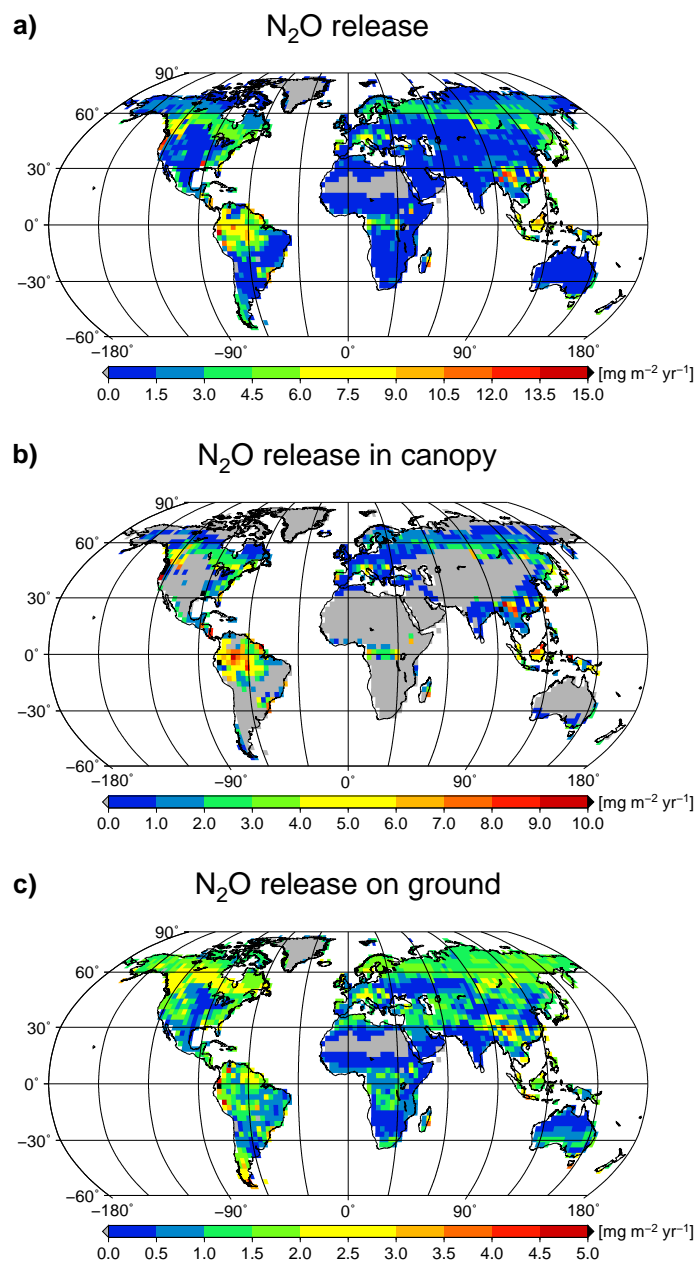 a)
N₂O release
90°
60°
30°
0°
−30°
−60°
−180° −90° 0° 90° 180°
[mg m⁻² yr⁻¹]
0.0 1.5 3.0 4.5 6.0 7.5 9.0 10.5 12.0 13.5 15.0
b)
N₂O release in canopy
90°
60°
30°
0°
−30°
−60°
−180° −90° 0° 90° 180°
[mg m⁻² yr⁻¹]
0.0 1.0 2.0 3.0 4.0 5.0 6.0 7.0 8.0 9.0 10.0
c)
N₂O release on ground
90°
60°
30°
0°
−30°
−60°
−180° −90° 0° 90° 180°
[mg m⁻² yr⁻¹]
0.0 0.5 1.0 1.5 2.0 2.5 3.0 3.5 4.0 4.5 5.0